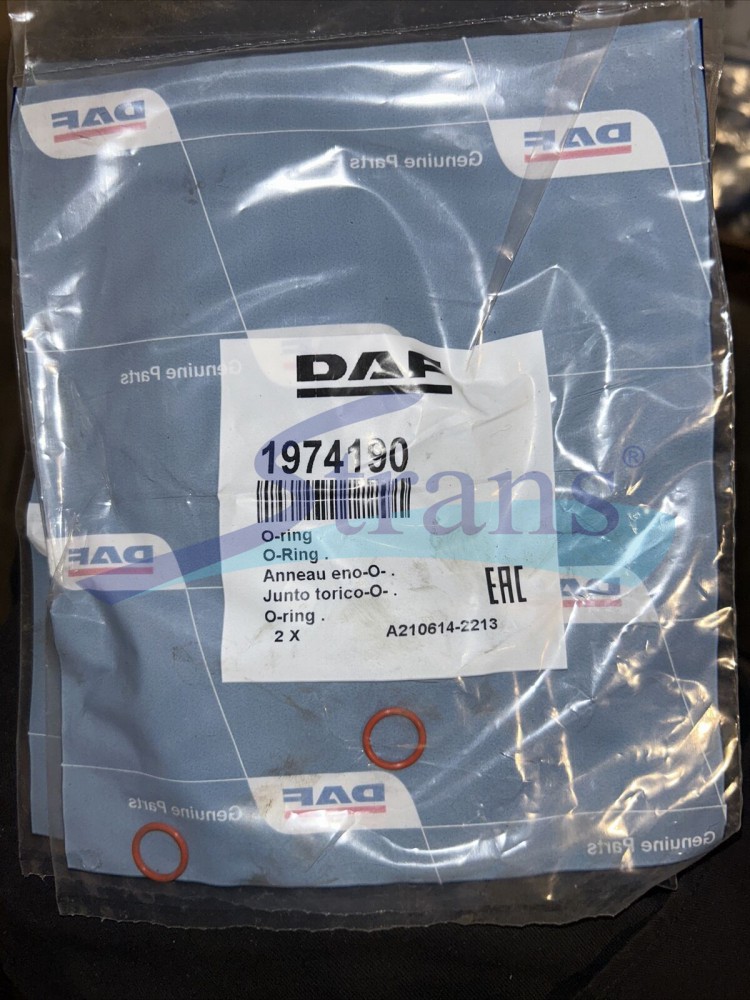 DAF
DAF
Genuine Parts
Genuine Parts
DAF
1974190
Strans®
O-ring
O-Ring .
Anneau eno-O- .
Junto torico-O- .
O-ring .
2 X
EAC
A210614-2213
DAF
DAF
DAF
Genuine Parts
Genuine Parts